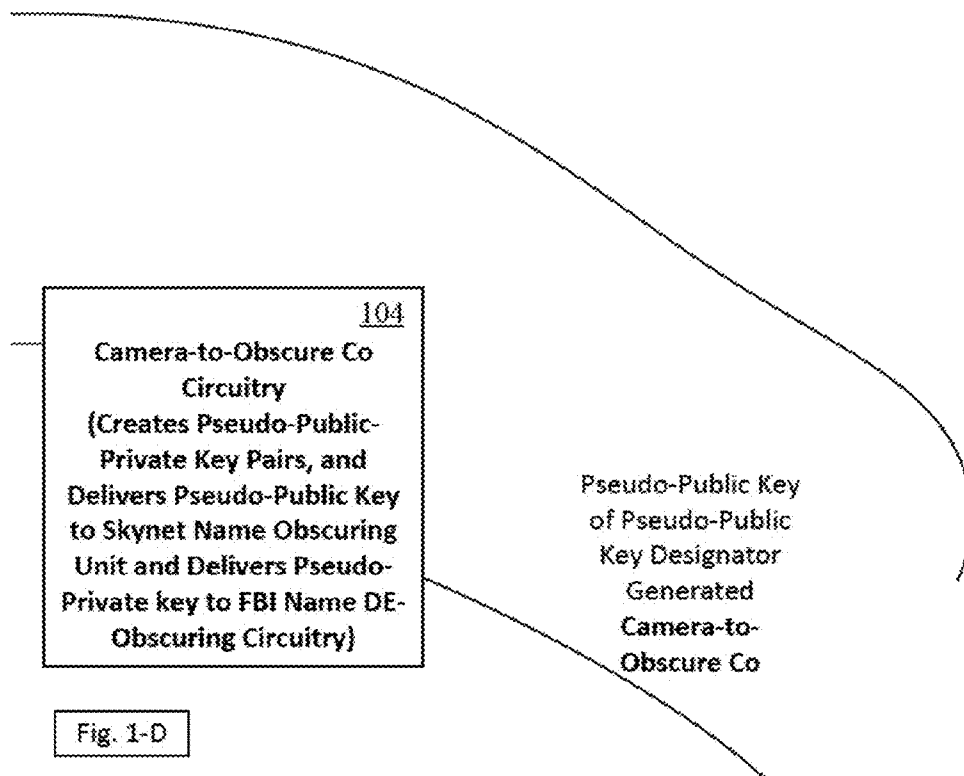 104
Camera-to-Obscure Co
Circuitry
(Creates Pseudo-Public-
Private Key Pairs, and
Delivers Pseudo-Public Key
to Skynet Name Obscuring
Unit and Delivers Pseudo-
Private key to FBI Name DE-
Obscuring Circuitry)
Pseudo-Public Key
of Pseudo-Public
Key Designator
Generated
Camera-to-
Obscure Co
Fig. 1-D